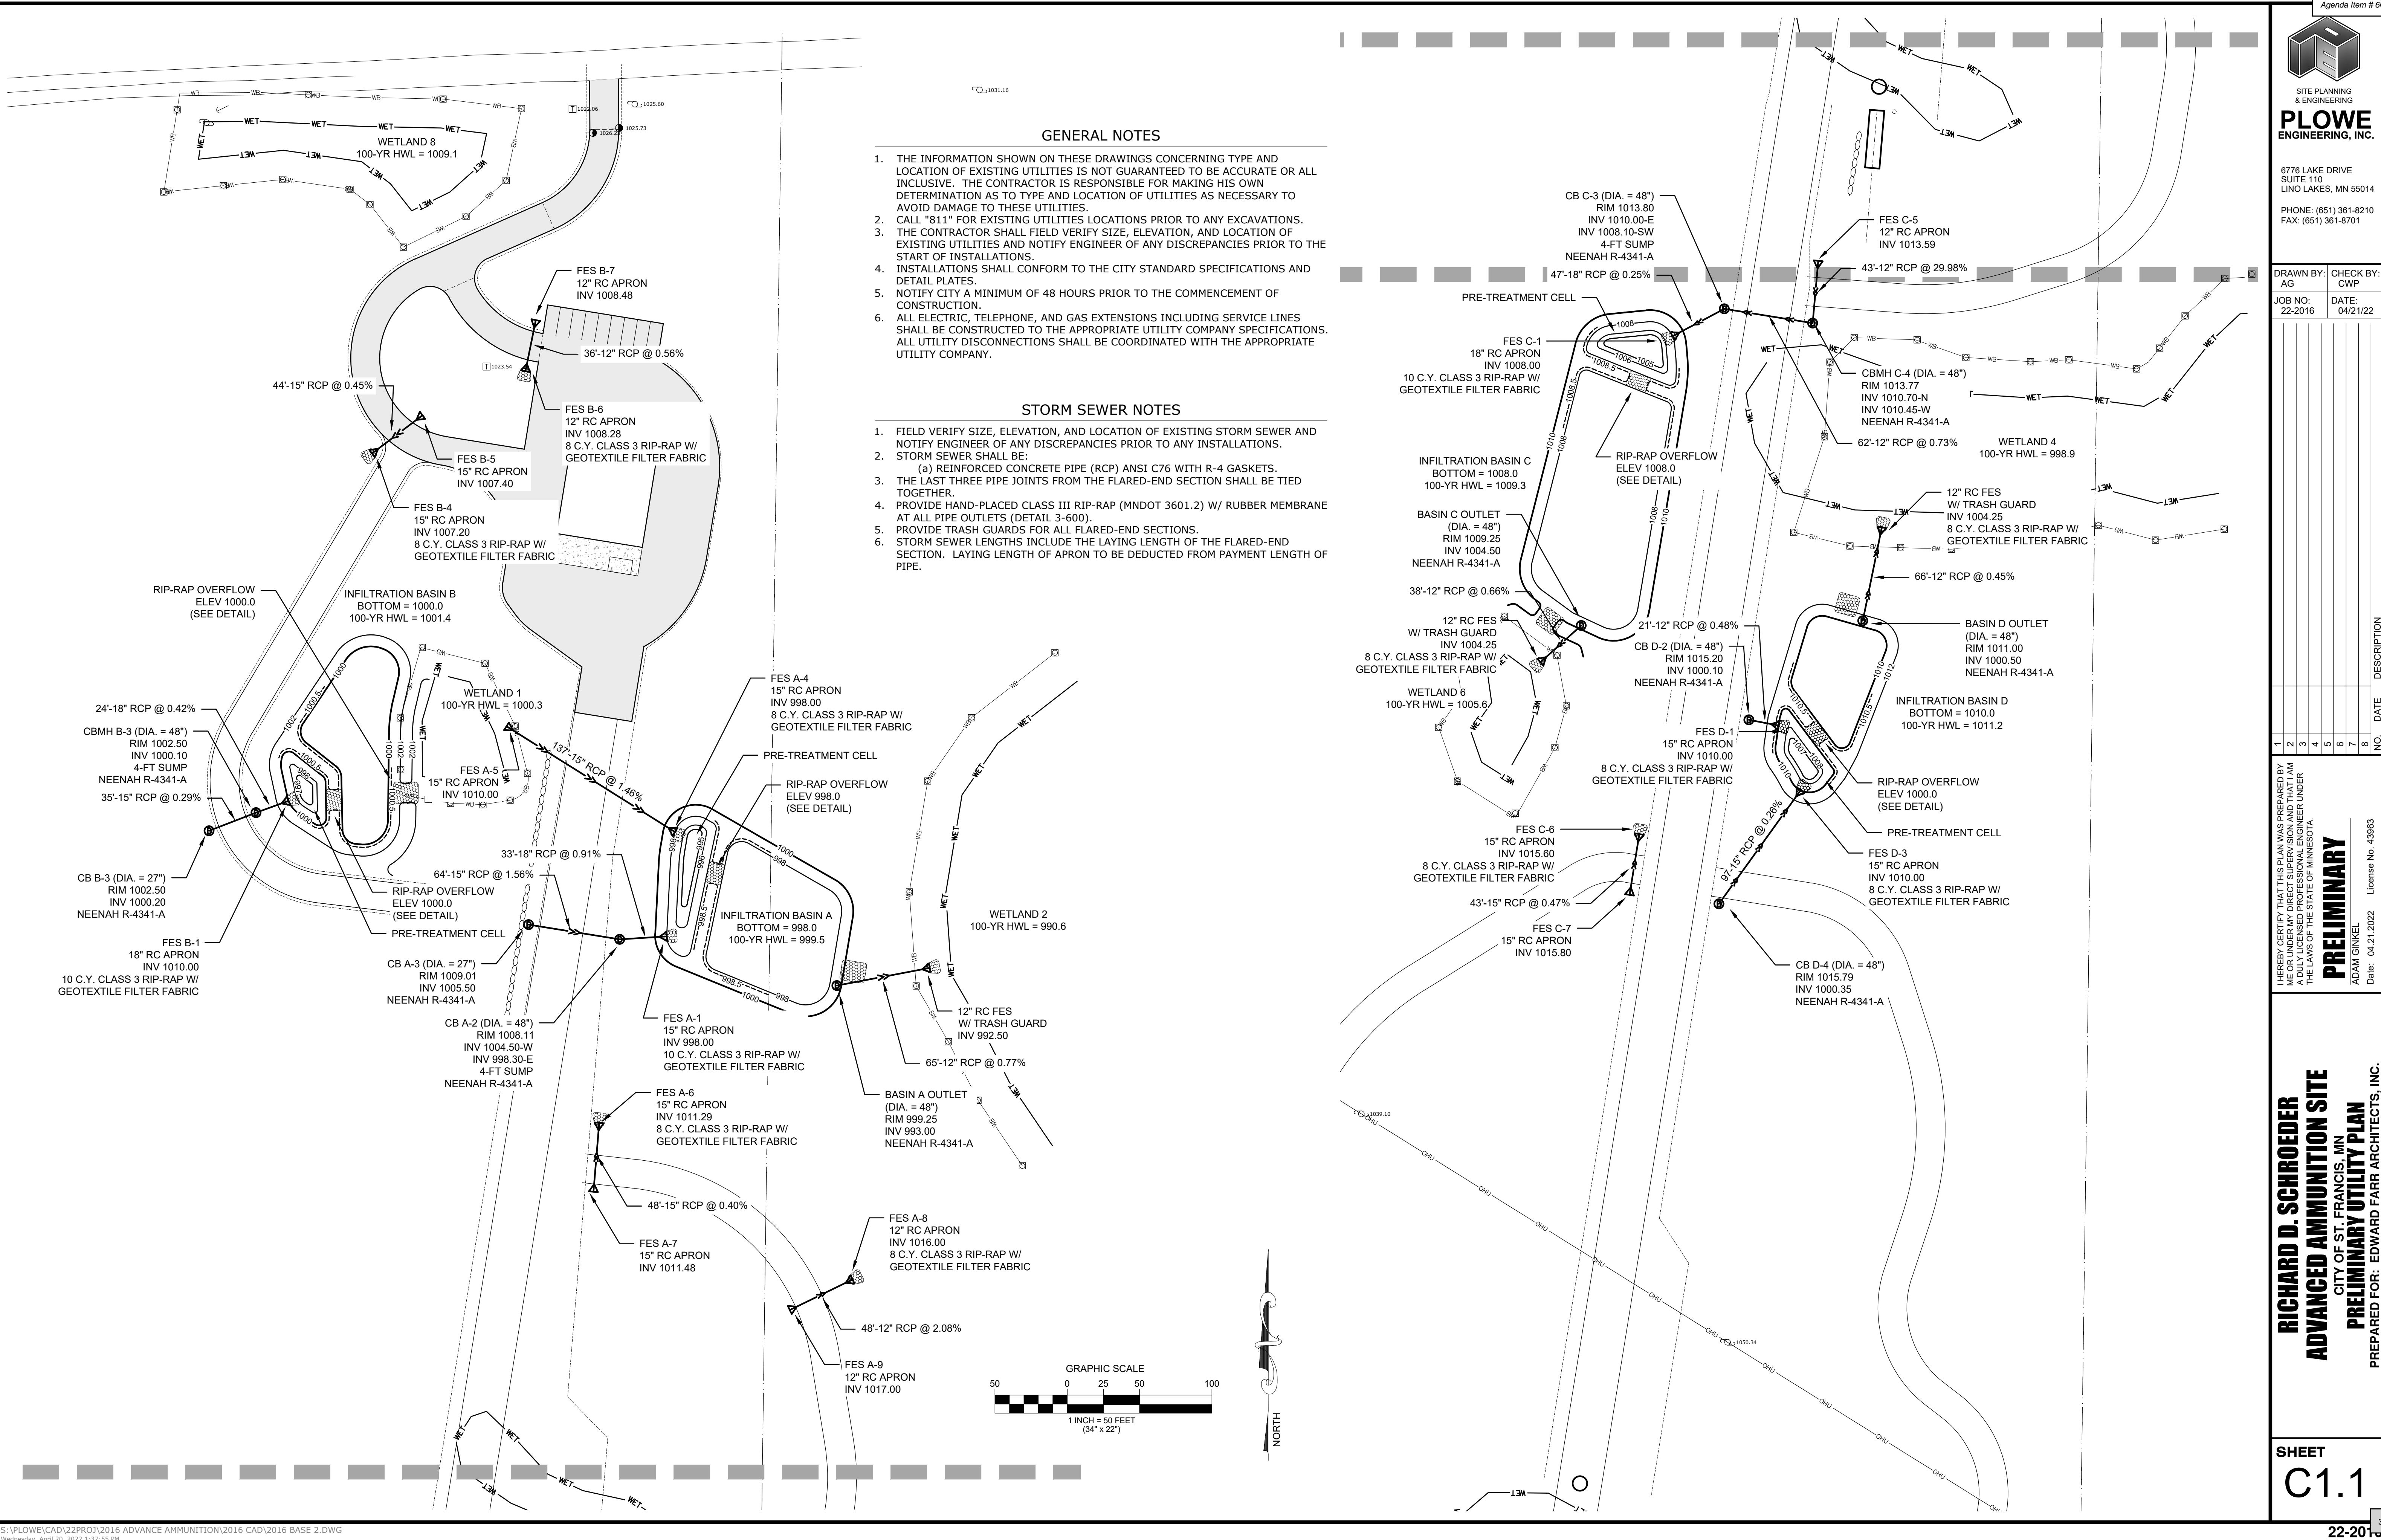 Agenda Item # 6
WETLAND 8
100-YR HWL = 1009.1
1022.06
1025.60
1026.2
1025.73
1031.16
1023.54
GENERAL NOTES
1. THE INFORMATION SHOWN ON THESE DRAWINGS CONCERNING TYPE AND
LOCATION OF EXISTING UTILITIES IS NOT GUARANTEED TO BE ACCURATE OR ALL
INCLUSIVE. THE CONTRACTOR IS RESPONSIBLE FOR MAKING HIS OWN
DETERMINATION AS TO TYPE AND LOCATION OF UTILITIES AS NECESSARY TO
AVOID DAMAGE TO THESE UTILITIES.
2. CALL "811" FOR EXISTING UTILITIES LOCATIONS PRIOR TO ANY EXCAVATIONS.
3. THE CONTRACTOR SHALL FIELD VERIFY SIZE, ELEVATION, AND LOCATION OF
EXISTING UTILITIES AND NOTIFY ENGINEER OF ANY DISCREPANCIES PRIOR TO THE
START OF INSTALLATIONS.
4. INSTALLATIONS SHALL CONFORM TO THE CITY STANDARD SPECIFICATIONS AND
DETAIL PLATES.
5. NOTIFY CITY A MINIMUM OF 48 HOURS PRIOR TO THE COMMENCEMENT OF
CONSTRUCTION.
6. ALL ELECTRIC, TELEPHONE, AND GAS EXTENSIONS INCLUDING SERVICE LINES
SHALL BE CONSTRUCTED TO THE APPROPRIATE UTILITY COMPANY SPECIFICATIONS.
ALL UTILITY DISCONNECTIONS SHALL BE COORDINATED WITH THE APPROPRIATE
UTILITY COMPANY.
STORM SEWER NOTES
1. FIELD VERIFY SIZE, ELEVATION, AND LOCATION OF EXISTING STORM SEWER AND
NOTIFY ENGINEER OF ANY DISCREPANCIES PRIOR TO ANY INSTALLATIONS.
2. STORM SEWER SHALL BE:
(a) REINFORCED CONCRETE PIPE (RCP) ANSI C76 WITH R-4 GASKETS.
3. THE LAST THREE PIPE JOINTS FROM THE FLARED-END SECTION SHALL BE TIED
TOGETHER.
4. PROVIDE HAND-PLACED CLASS III RIP-RAP (MNDOT 3601.2) W/ RUBBER MEMBRANE
AT ALL PIPE OUTLETS (DETAIL 3-600).
5. PROVIDE TRASH GUARDS FOR ALL FLARED-END SECTIONS.
6. STORM SEWER LENGTHS INCLUDE THE LAYING LENGTH OF THE FLARED-END
SECTION. LAYING LENGTH OF APRON TO BE DEDUCTED FROM PAYMENT LENGTH OF
PIPE.
FES B-7
12" RC APRON
INV 1008.48
36'-12" RCP @ 0.56%
44'-15" RCP @ 0.45%
FES B-6
12" RC APRON
INV 1008.28
8 C.Y. CLASS 3 RIP-RAP W/
GEOTEXTILE FILTER FABRIC
FES B-5
15" RC APRON
INV 1007.40
FES B-4
15" RC APRON
INV 1007.20
8 C.Y. CLASS 3 RIP-RAP W/
GEOTEXTILE FILTER FABRIC
RIP-RAP OVERFLOW
ELEV 1000.0
(SEE DETAIL)
INFILTRATION BASIN B
BOTTOM = 1000.0
100-YR HWL = 1001.4
WETLAND 1
100-YR HWL = 1000.3
24'-18" RCP @ 0.42%
CBMH B-3 (DIA. = 48")
RIM 1002.50
INV 1000.10
4-FT SUMP
NEENAH R-4341-A
35'-15" RCP @ 0.29%
FES A-5
15" RC APRON
INV 1010.00
137'-15" RCP @ 1.46%
FES A-4
15" RC APRON
INV 998.00
8 C.Y. CLASS 3 RIP-RAP W/
GEOTEXTILE FILTER FABRIC
PRE-TREATMENT CELL
RIP-RAP OVERFLOW
ELEV 998.0
(SEE DETAIL)
33'-18" RCP @ 0.91%
64'-15" RCP @ 1.56%
CB B-3 (DIA. = 27")
RIM 1002.50
INV 1000.20
NEENAH R-4341-A
RIP-RAP OVERFLOW
ELEV 1000.0
(SEE DETAIL)
PRE-TREATMENT CELL
FES B-1
18" RC APRON
INV 1010.00
10 C.Y. CLASS 3 RIP-RAP W/
GEOTEXTILE FILTER FABRIC
INFILTRATION BASIN A
BOTTOM = 998.0
100-YR HWL = 999.5
WETLAND 2
100-YR HWL = 990.6
CB A-3 (DIA. = 27")
RIM 1009.01
INV 1005.50
NEENAH R-4341-A
CB A-2 (DIA. = 48")
RIM 1008.11
INV 1004.50-W
INV 998.30-E
4-FT SUMP
NEENAH R-4341-A
FES A-1
15" RC APRON
INV 998.00
10 C.Y. CLASS 3 RIP-RAP W/
GEOTEXTILE FILTER FABRIC
12" RC FES
W/ TRASH GUARD
INV 992.50
65'-12" RCP @ 0.77%
BASIN A OUTLET
(DIA. = 48")
RIM 999.25
INV 993.00
NEENAH R-4341-A
FES A-6
15" RC APRON
INV 1011.29
8 C.Y. CLASS 3 RIP-RAP W/
GEOTEXTILE FILTER FABRIC
48'-15" RCP @ 0.40%
FES A-7
15" RC APRON
INV 1011.48
FES A-8
12" RC APRON
INV 1016.00
8 C.Y. CLASS 3 RIP-RAP W/
GEOTEXTILE FILTER FABRIC
48'-12" RCP @ 2.08%
FES A-9
12" RC APRON
INV 1017.00
GRAPHIC SCALE
50 0 25 50 100
1 INCH = 50 FEET
(34" x 22")
NORTH
CB C-3 (DIA. = 48")
RIM 1013.80
INV 1010.00-E
INV 1008.10-SW
4-FT SUMP
NEENAH R-4341-A
47'-18" RCP @ 0.25%
PRE-TREATMENT CELL
FES C-5
12" RC APRON
INV 1013.59
43'-12" RCP @ 29.98%
FES C-1
18" RC APRON
INV 1008.00
10 C.Y. CLASS 3 RIP-RAP W/
GEOTEXTILE FILTER FABRIC
CBMH C-4 (DIA. = 48")
RIM 1013.77
INV 1010.70-N
INV 1010.45-W
NEENAH R-4341-A
62'-12" RCP @ 0.73%
WETLAND 4
100-YR HWL = 998.9
RIP-RAP OVERFLOW
ELEV 1008.0
(SEE DETAIL)
INFILTRATION BASIN C
BOTTOM = 1008.0
100-YR HWL = 1009.3
BASIN C OUTLET
(DIA. = 48")
RIM 1009.25
INV 1004.50
NEENAH R-4341-A
12" RC FES
W/ TRASH GUARD
INV 1004.25
8 C.Y. CLASS 3 RIP-RAP W/
GEOTEXTILE FILTER FABRIC
66'-12" RCP @ 0.45%
38'-12" RCP @ 0.66%
12" RC FES
W/ TRASH GUARD
INV 1004.25
8 C.Y. CLASS 3 RIP-RAP W/
GEOTEXTILE FILTER FABRIC
WETLAND 6
100-YR HWL = 1005.6
21'-12" RCP @ 0.48%
CB D-2 (DIA. = 48")
RIM 1015.20
INV 1000.10
NEENAH R-4341-A
BASIN D OUTLET
(DIA. = 48")
RIM 1011.00
INV 1000.50
NEENAH R-4341-A
INFILTRATION BASIN D
BOTTOM = 1010.0
100-YR HWL = 1011.2
FES D-1
15" RC APRON
INV 1010.00
8 C.Y. CLASS 3 RIP-RAP W/
GEOTEXTILE FILTER FABRIC
RIP-RAP OVERFLOW
ELEV 1000.0
(SEE DETAIL)
PRE-TREATMENT CELL
97'-15" RCP @ 0.26%
FES C-6
15" RC APRON
INV 1015.60
8 C.Y. CLASS 3 RIP-RAP W/
GEOTEXTILE FILTER FABRIC
43'-15" RCP @ 0.47%
FES C-7
15" RC APRON
INV 1015.80
FES D-3
15" RC APRON
INV 1010.00
8 C.Y. CLASS 3 RIP-RAP W/
GEOTEXTILE FILTER FABRIC
CB D-4 (DIA. = 48")
RIM 1015.79
INV 1000.35
NEENAH R-4341-A
1039.10
1050.34
SITE PLANNING
& ENGINEERING
PLOWE
ENGINEERING, INC.
6776 LAKE DRIVE
SUITE 110
LINO LAKES, MN 55014
PHONE: (651) 361-8210
FAX: (651) 361-8701
DRAWN BY: CHECK BY:
AG CWP
JOB NO: DATE:
22-2016 04/21/22
NO. DATE DESCRIPTION
1
2
3
4
5
6
7
8
I HEREBY CERTIFY THAT THIS PLAN WAS PREPARED BY
ME OR UNDER MY DIRECT SUPERVISION AND THAT I AM
A DULY LICENSED PROFESSIONAL ENGINEER UNDER
THE LAWS OF THE STATE OF MINNESOTA.
PRELIMINARY
ADAM GINKEL
Date: 04.21.2022 License No. 43963
RICHARD D. SCHROEDER
ADVANCED AMMUNITION SITE
CITY OF ST. FRANCIS, MN
PRELIMINARY UTILITY PLAN
PREPARED FOR: EDWARD FARR ARCHITECTS, INC.
SHEET
C1.1
22-201
S:\PLOWE\CAD\22PROJ\2016 ADVANCE AMMUNITION\2016 CAD\2016 BASE 2.DWG
Wednesday, April 20, 2022 1:37:55 PM